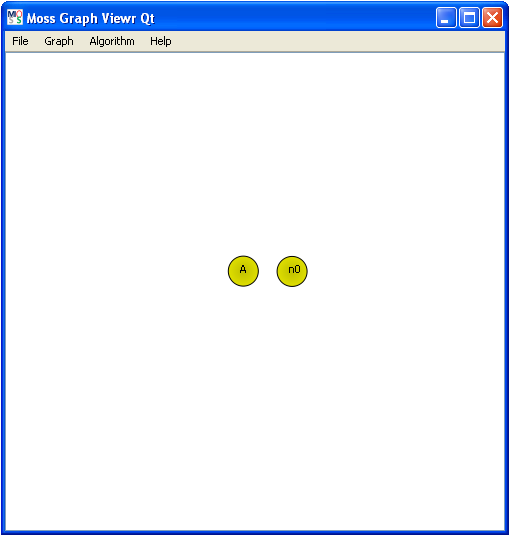 Moss Graph Viewr Qt
File Graph Algorithm Help
A n0